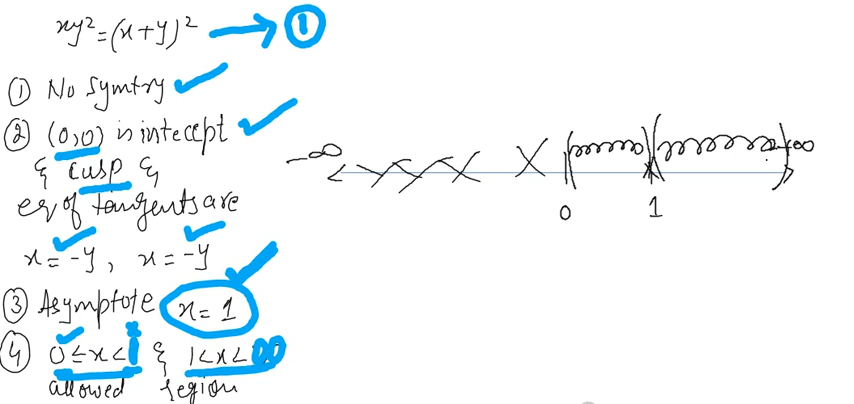 xy²=(x+y)² → ①
① No Symtry ✓
② (0,0) is intecept ✓
& Cusp &
eq of tangents are
x=-y, x=-y
③ Asymptote x=1
④ 0≤x<1 & 1<x<∞
allowed region
-∞ 0 1 +∞